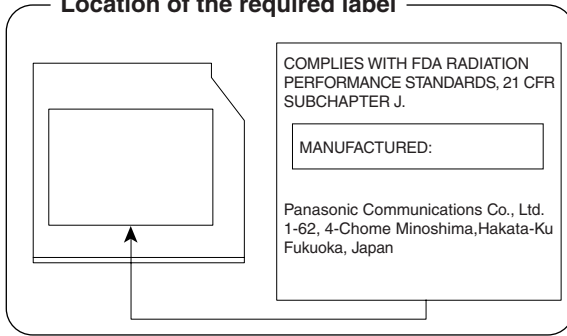 Location of the required label
COMPLIES WITH FDA RADIATION
PERFORMANCE STANDARDS, 21 CFR
SUBCHAPTER J.
MANUFACTURED:
Panasonic Communications Co., Ltd.
1-62, 4-Chome Minoshima,Hakata-Ku
Fukuoka, Japan